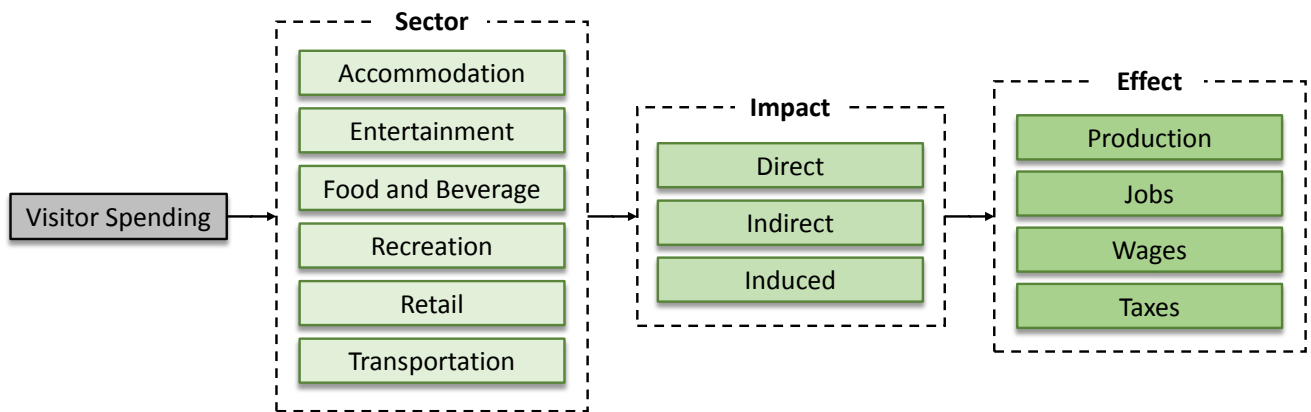 Visitor Spending
Sector
Accommodation
Entertainment
Food and Beverage
Recreation
Retail
Transportation
Impact
Direct
Indirect
Induced
Effect
Production
Jobs
Wages
Taxes